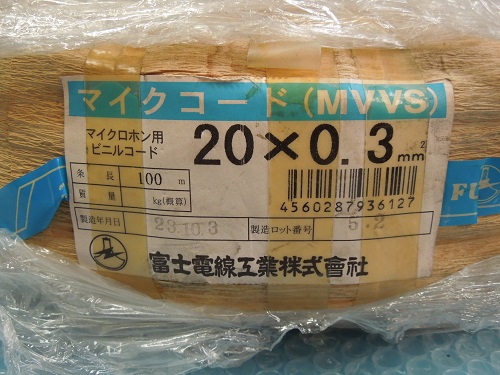 マイクコード(MVVS)
マイクロホン用
ビニルコード
20×0.3mm²
条長 100m
質量 kg(概算)
4560287936127
製造年月日 23.10.3 製造ロット番号 5.2
富士電線工業株式會社
FU